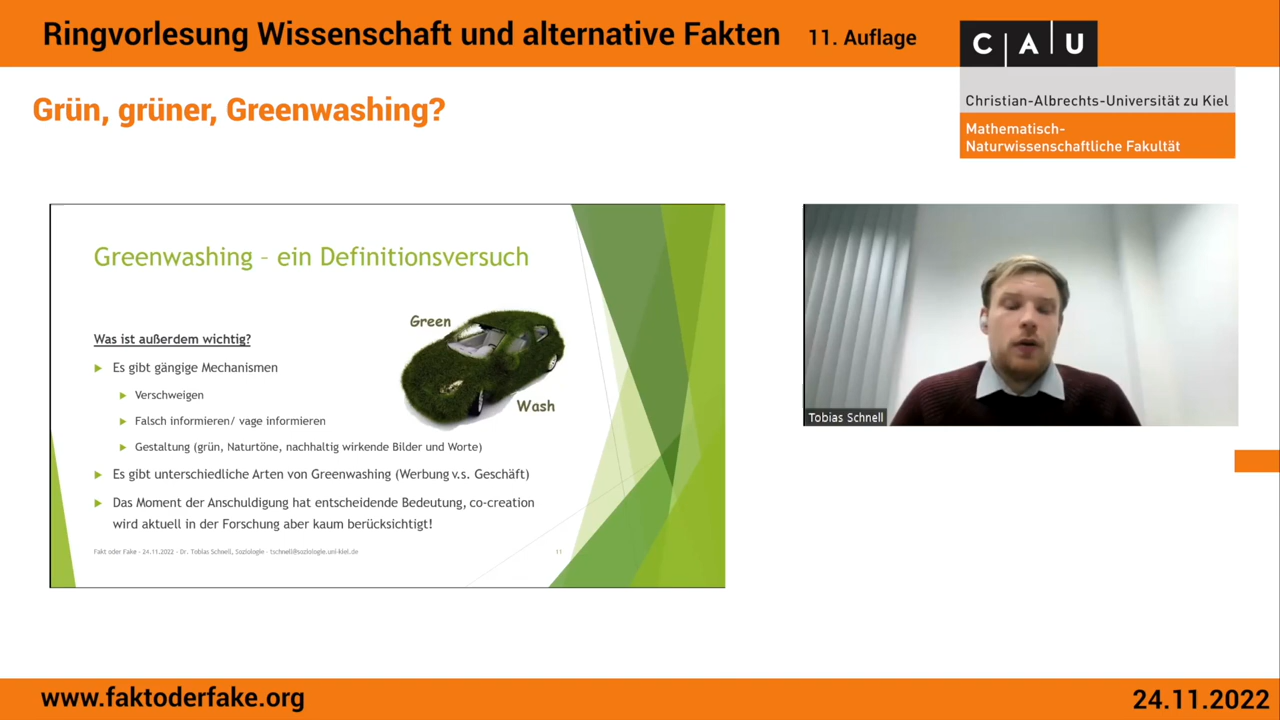 Ringvorlesung Wissenschaft und alternative Fakten 11. Auflage
C A U
Christian-Albrechts-Universität zu Kiel
Mathematisch-
Naturwissenschaftliche Fakultät
Grün, grüner, Greenwashing?
Greenwashing – ein Definitionsversuch
Green
Wash
Was ist außerdem wichtig?
Es gibt gängige Mechanismen
Verschweigen
Falsch informieren/ vage informieren
Gestaltung (grün, Naturtöne, nachhaltig wirkende Bilder und Worte)
Es gibt unterschiedliche Arten von Greenwashing (Werbung v.s. Geschäft)
Das Moment der Anschuldigung hat entscheidende Bedeutung, co-creation
wird aktuell in der Forschung aber kaum berücksichtigt!
Fakt oder Fake - 24.11.2022 - Dr. Tobias Schnell, Soziologie - tschnell@soziologie.uni-kiel.de 11
Tobias Schnell
www.faktoderfake.org
24.11.2022